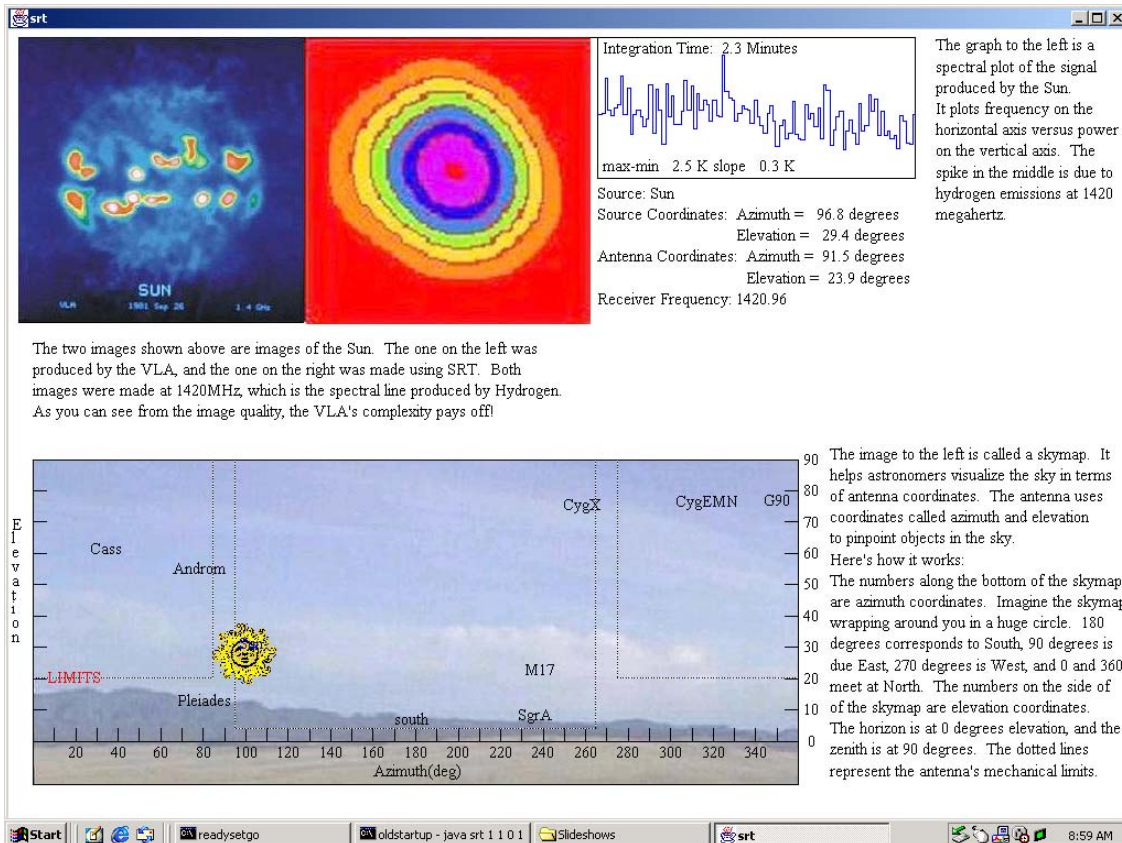 srt
SUN
VLA
1981 Sep 26
1.4 GHz
Integration Time: 2.3 Minutes
max-min 2.5 K slope 0.3 K
Source: Sun
Source Coordinates: Azimuth = 96.8 degrees
Elevation = 29.4 degrees
Antenna Coordinates: Azimuth = 91.5 degrees
Elevation = 23.9 degrees
Receiver Frequency: 1420.96
The graph to the left is a
spectral plot of the signal
produced by the Sun.
It plots frequency on the
horizontal axis versus power
on the vertical axis. The
spike in the middle is due to
hydrogen emissions at 1420
megahertz.
The two images shown above are images of the Sun. The one on the left was
produced by the VLA, and the one on the right was made using SRT. Both
images were made at 1420MHz, which is the spectral line produced by Hydrogen.
As you can see from the image quality, the VLA's complexity pays off!
Elevation
90
80
70
60
50
40
30
20
10
0
CygX
CygEMN
G90
Cass
Androm
M17
LIMITS
Pleiades
SgrA
south
20 40 60 80 100 120 140 160 180 200 220 240 260 280 300 320 340
Azimuth(deg)
The image to the left is called a skymap. It
helps astronomers visualize the sky in terms
of antenna coordinates. The antenna uses
coordinates called azimuth and elevation
to pinpoint objects in the sky.
Here's how it works:
The numbers along the bottom of the skymap
are azimuth coordinates. Imagine the skymap
wrapping around you in a huge circle. 180
degrees corresponds to South, 90 degrees is
due East, 270 degrees is West, and 0 and 360
meet at North. The numbers on the side of
of the skymap are elevation coordinates.
The horizon is at 0 degrees elevation, and the
zenith is at 90 degrees. The dotted lines
represent the antenna's mechanical limits.
Start
readysetgo
oldstartup - java srt 1 1 0 1
Slideshows
srt
8:59 AM